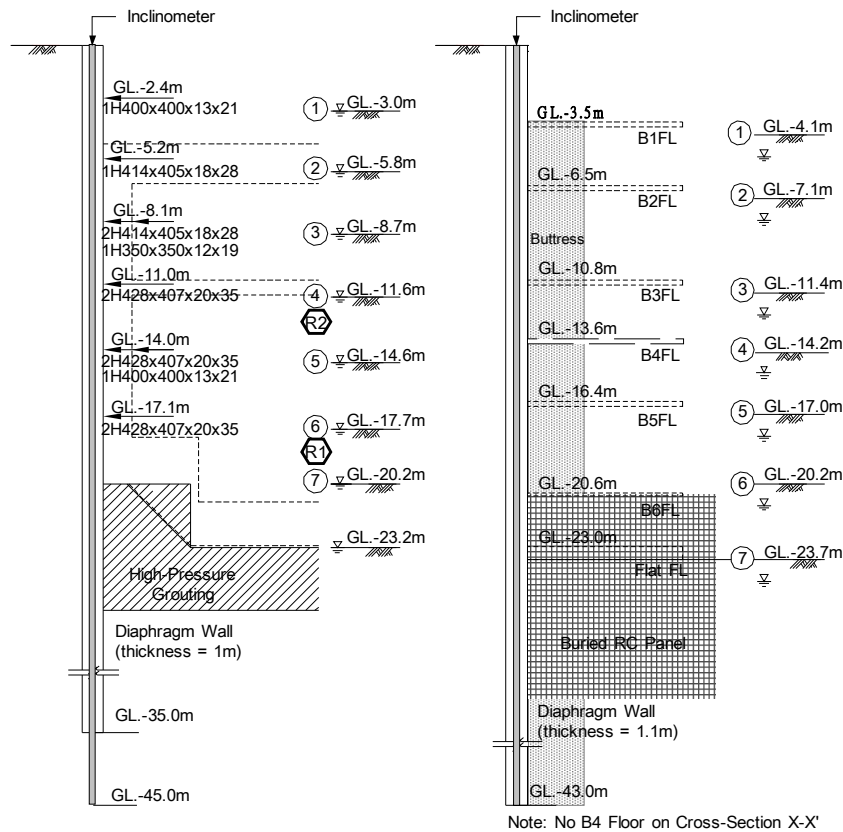 Inclinometer
GL.-2.4m
1H400x400x13x21
1 GL.-3.0m
GL.-5.2m
1H414x405x18x28
2 GL.-5.8m
GL.-8.1m
2H414x405x18x28
1H350x350x12x19
3 GL.-8.7m
GL.-11.0m
2H428x407x20x35
4 GL.-11.6m
R2
GL.-14.0m
2H428x407x20x35
1H400x400x13x21
5 GL.-14.6m
GL.-17.1m
2H428x407x20x35
6 GL.-17.7m
R1
7 GL.-20.2m
GL.-23.2m
High-Pressure
Grouting
Diaphragm Wall
(thickness = 1m)
GL.-35.0m
GL.-45.0m
Inclinometer
GL.-3.5m
B1FL
1 GL.-4.1m
GL.-6.5m
B2FL
2 GL.-7.1m
Buttress
GL.-10.8m
B3FL
3 GL.-11.4m
GL.-13.6m
B4FL
4 GL.-14.2m
GL.-16.4m
B5FL
5 GL.-17.0m
GL.-20.6m
B6FL
6 GL.-20.2m
GL.-23.0m
Flat FL
7 GL.-23.7m
Buried RC Panel
Diaphragm Wall
(thickness = 1.1m)
GL.-43.0m
Note: No B4 Floor on Cross-Section X-X'